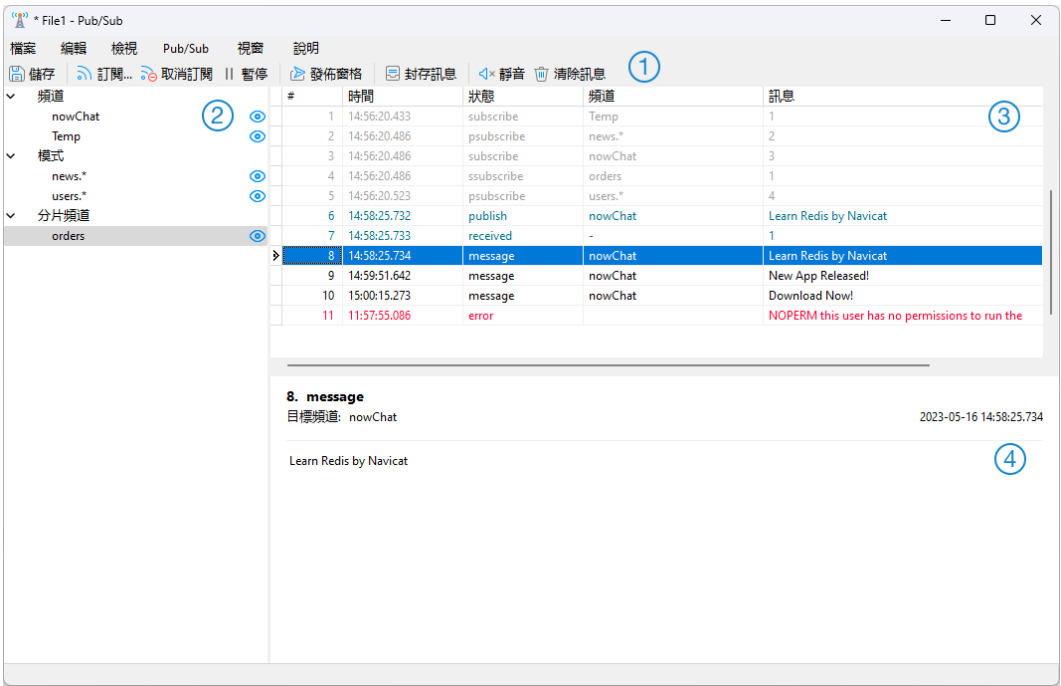 * File1 - Pub/Sub
檔案 編輯 檢視 Pub/Sub 視窗 說明
儲存 訂閱... 取消訂閱 暫停 發佈窗格 封存訊息 靜音 清除訊息 1
頻道 2
nowChat
Temp
模式
news.*
users.*
分片頻道
orders
# 時間 狀態 頻道 訊息
1 14:56:20.433 subscribe Temp 1 3
2 14:56:20.486 psubscribe news.* 2
3 14:56:20.486 subscribe nowChat 3
4 14:56:20.486 ssubscribe orders 1
5 14:56:20.523 psubscribe users.* 4
6 14:58:25.732 publish nowChat Learn Redis by Navicat
7 14:58:25.733 received - 1
8 14:58:25.734 message nowChat Learn Redis by Navicat
9 14:59:51.642 message nowChat New App Released!
10 15:00:15.273 message nowChat Download Now!
11 11:57:55.086 error NOPERM this user has no permissions to run the
8. message
目標頻道: nowChat 2023-05-16 14:58:25.734
Learn Redis by Navicat 4